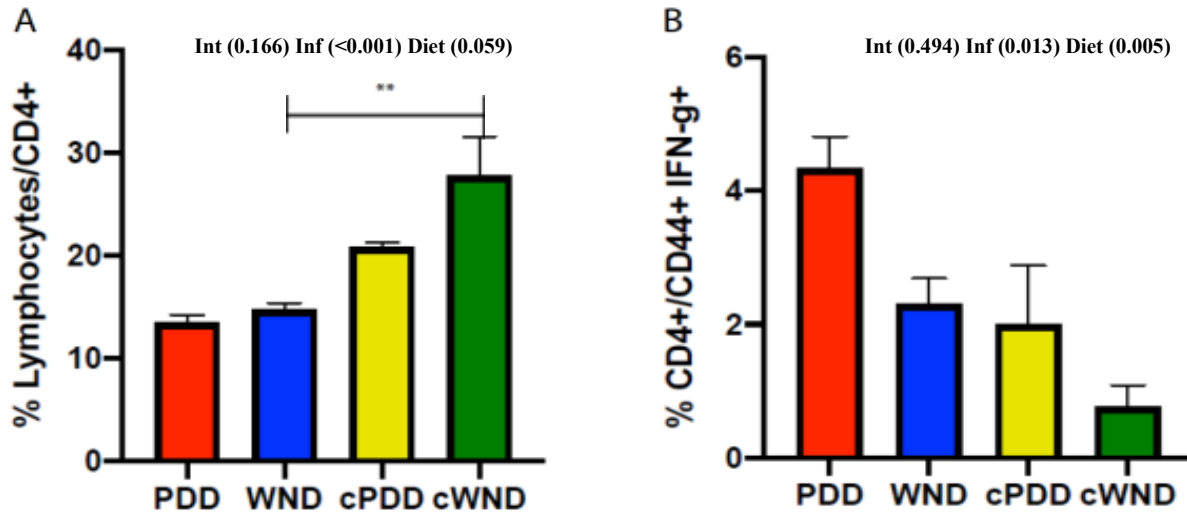 A
Int (0.166) Inf (<0.001) Diet (0.059)
% Lymphocytes/CD4+
40
30
20
10
0
**
PDD WND cPDD cWND
B
Int (0.494) Inf (0.013) Diet (0.005)
% CD4+/CD44+ IFN-g+
6
4
2
0
PDD WND cPDD cWND